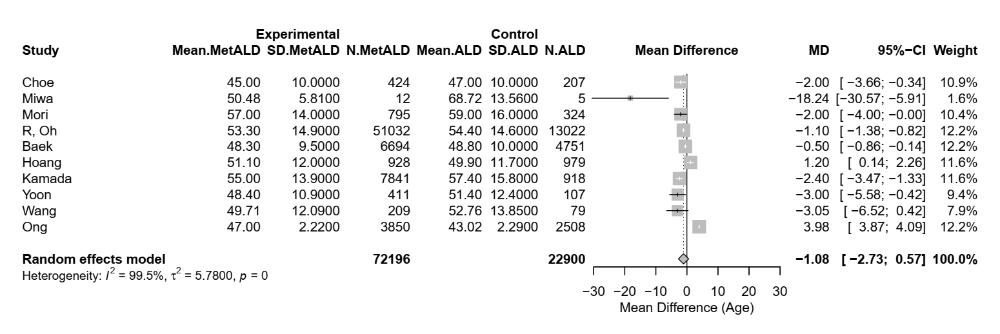 Experimental Control
Study Mean.MetALD SD.MetALD N.MetALD Mean.ALD SD.ALD N.ALD Mean Difference MD 95%−CI Weight
Choe 45.00 10.0000 424 47.00 10.0000 207 −2.00 [ −3.66; −0.34] 10.9%
Miwa 50.48 5.8100 12 68.72 13.5600 5 −18.24 [−30.57; −5.91] 1.6%
Mori 57.00 14.0000 795 59.00 16.0000 324 −2.00 [ −4.00; −0.00] 10.4%
R, Oh 53.30 14.9000 51032 54.40 14.6000 13022 −1.10 [ −1.38; −0.82] 12.2%
Baek 48.30 9.5000 6694 48.80 10.0000 4751 −0.50 [ −0.86; −0.14] 12.2%
Hoang 51.10 12.0000 928 49.90 11.7000 979 1.20 [ 0.14; 2.26] 11.6%
Kamada 55.00 13.9000 7841 57.40 15.8000 918 −2.40 [ −3.47; −1.33] 11.6%
Yoon 48.40 10.9000 411 51.40 12.4000 107 −3.00 [ −5.58; −0.42] 9.4%
Wang 49.71 12.0900 209 52.76 13.8500 79 −3.05 [ −6.52; 0.42] 7.9%
Ong 47.00 2.2200 3850 43.02 2.2900 2508 3.98 [ 3.87; 4.09] 12.2%
Random effects model 72196 22900 −1.08 [ −2.73; 0.57] 100.0%
Heterogeneity: I² = 99.5%, τ² = 5.7800, p = 0
−30 −20 −10 0 10 20 30
Mean Difference (Age)